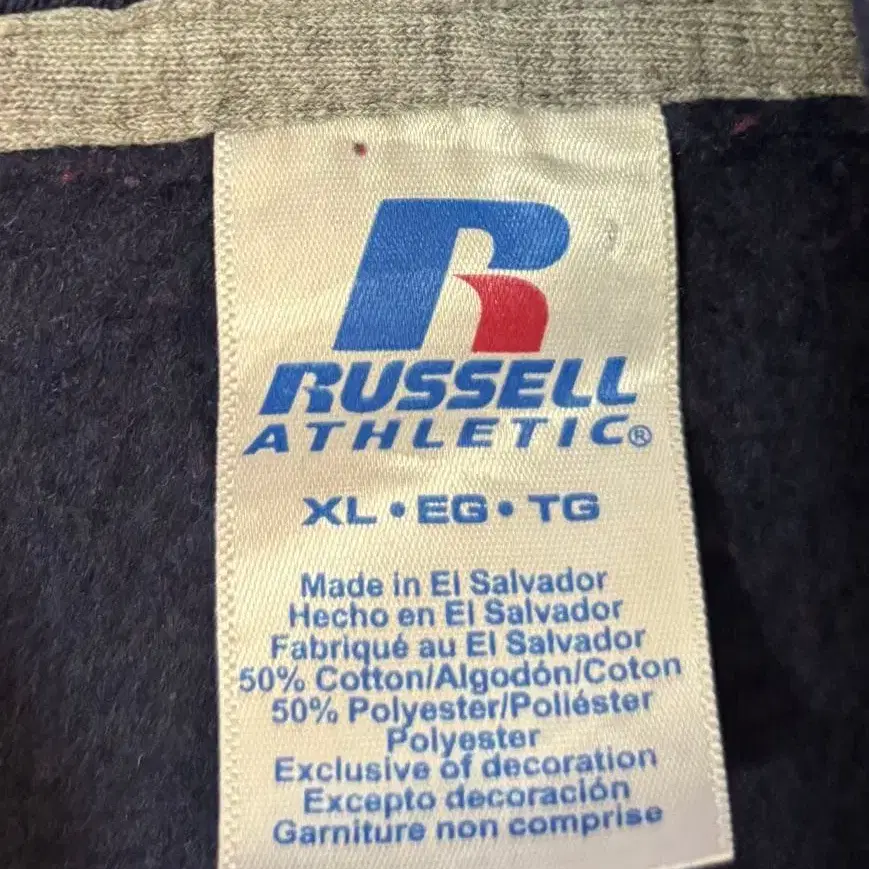 R
RUSSELL
ATHLETIC®
XL • EG • TG
Made in El Salvador
Hecho en El Salvador
Fabriqué au El Salvador
50% Cotton/Algodón/Coton
50% Polyester/Poliéster
Polyester
Exclusive of decoration
Excepto decoración
Garniture non comprise